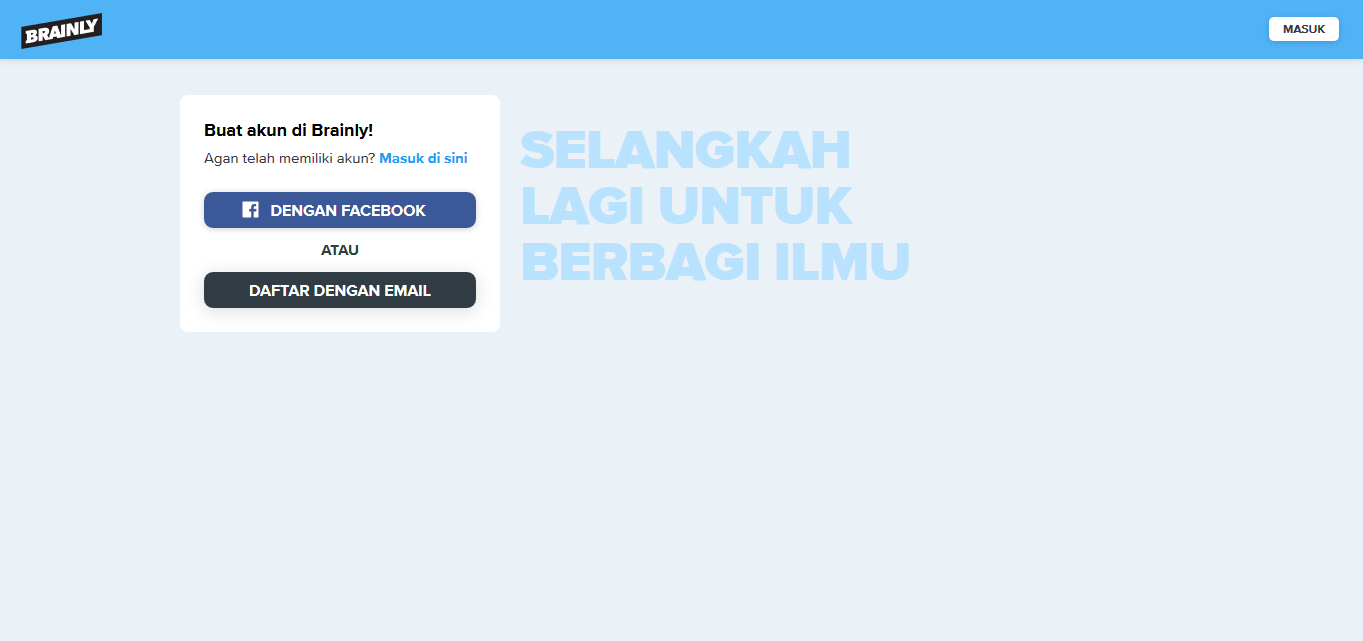 BRAINLY
MASUK
Buat akun di Brainly!
Agan telah memiliki akun? Masuk di sini
DENGAN FACEBOOK
ATAU
DAFTAR DENGAN EMAIL
SELANGKAH
LAGI UNTUK
BERBAGI ILMU